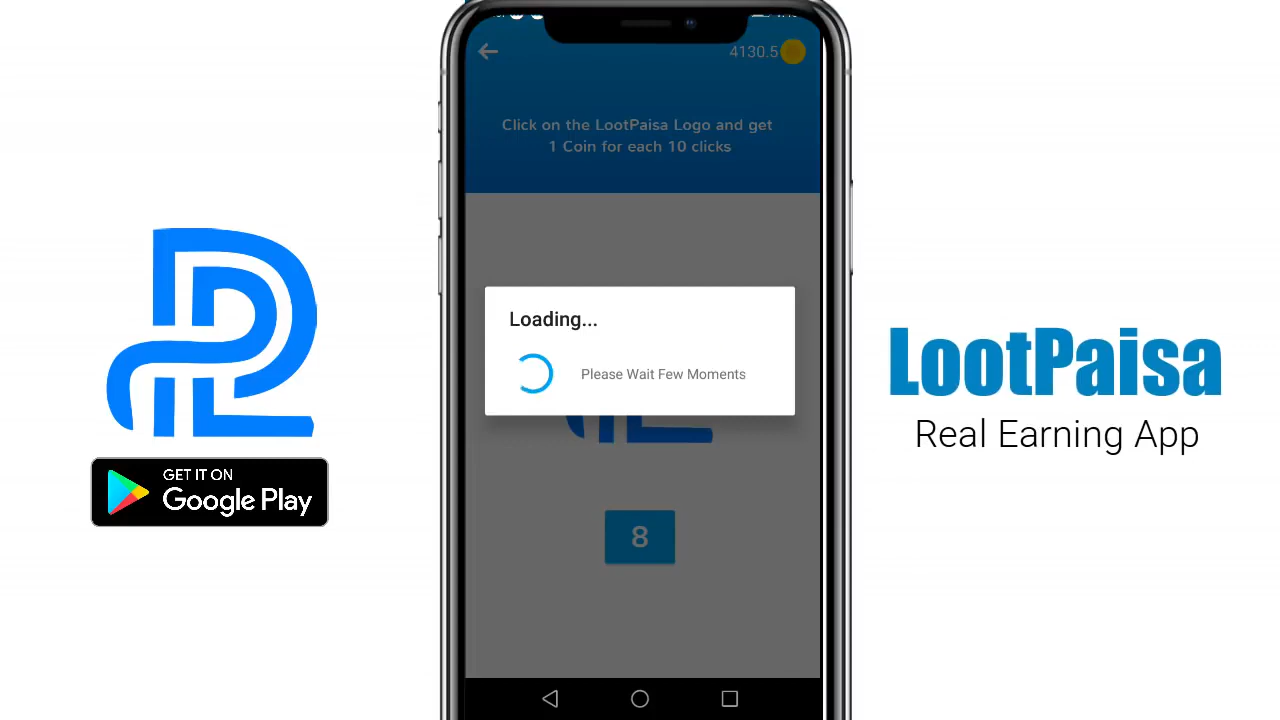 4130.5
Click on the LootPaisa Logo and get
1 Coin for each 10 clicks
Loading...
Please Wait Few Moments
8
GET IT ON
Google Play
LootPaisa
Real Earning App